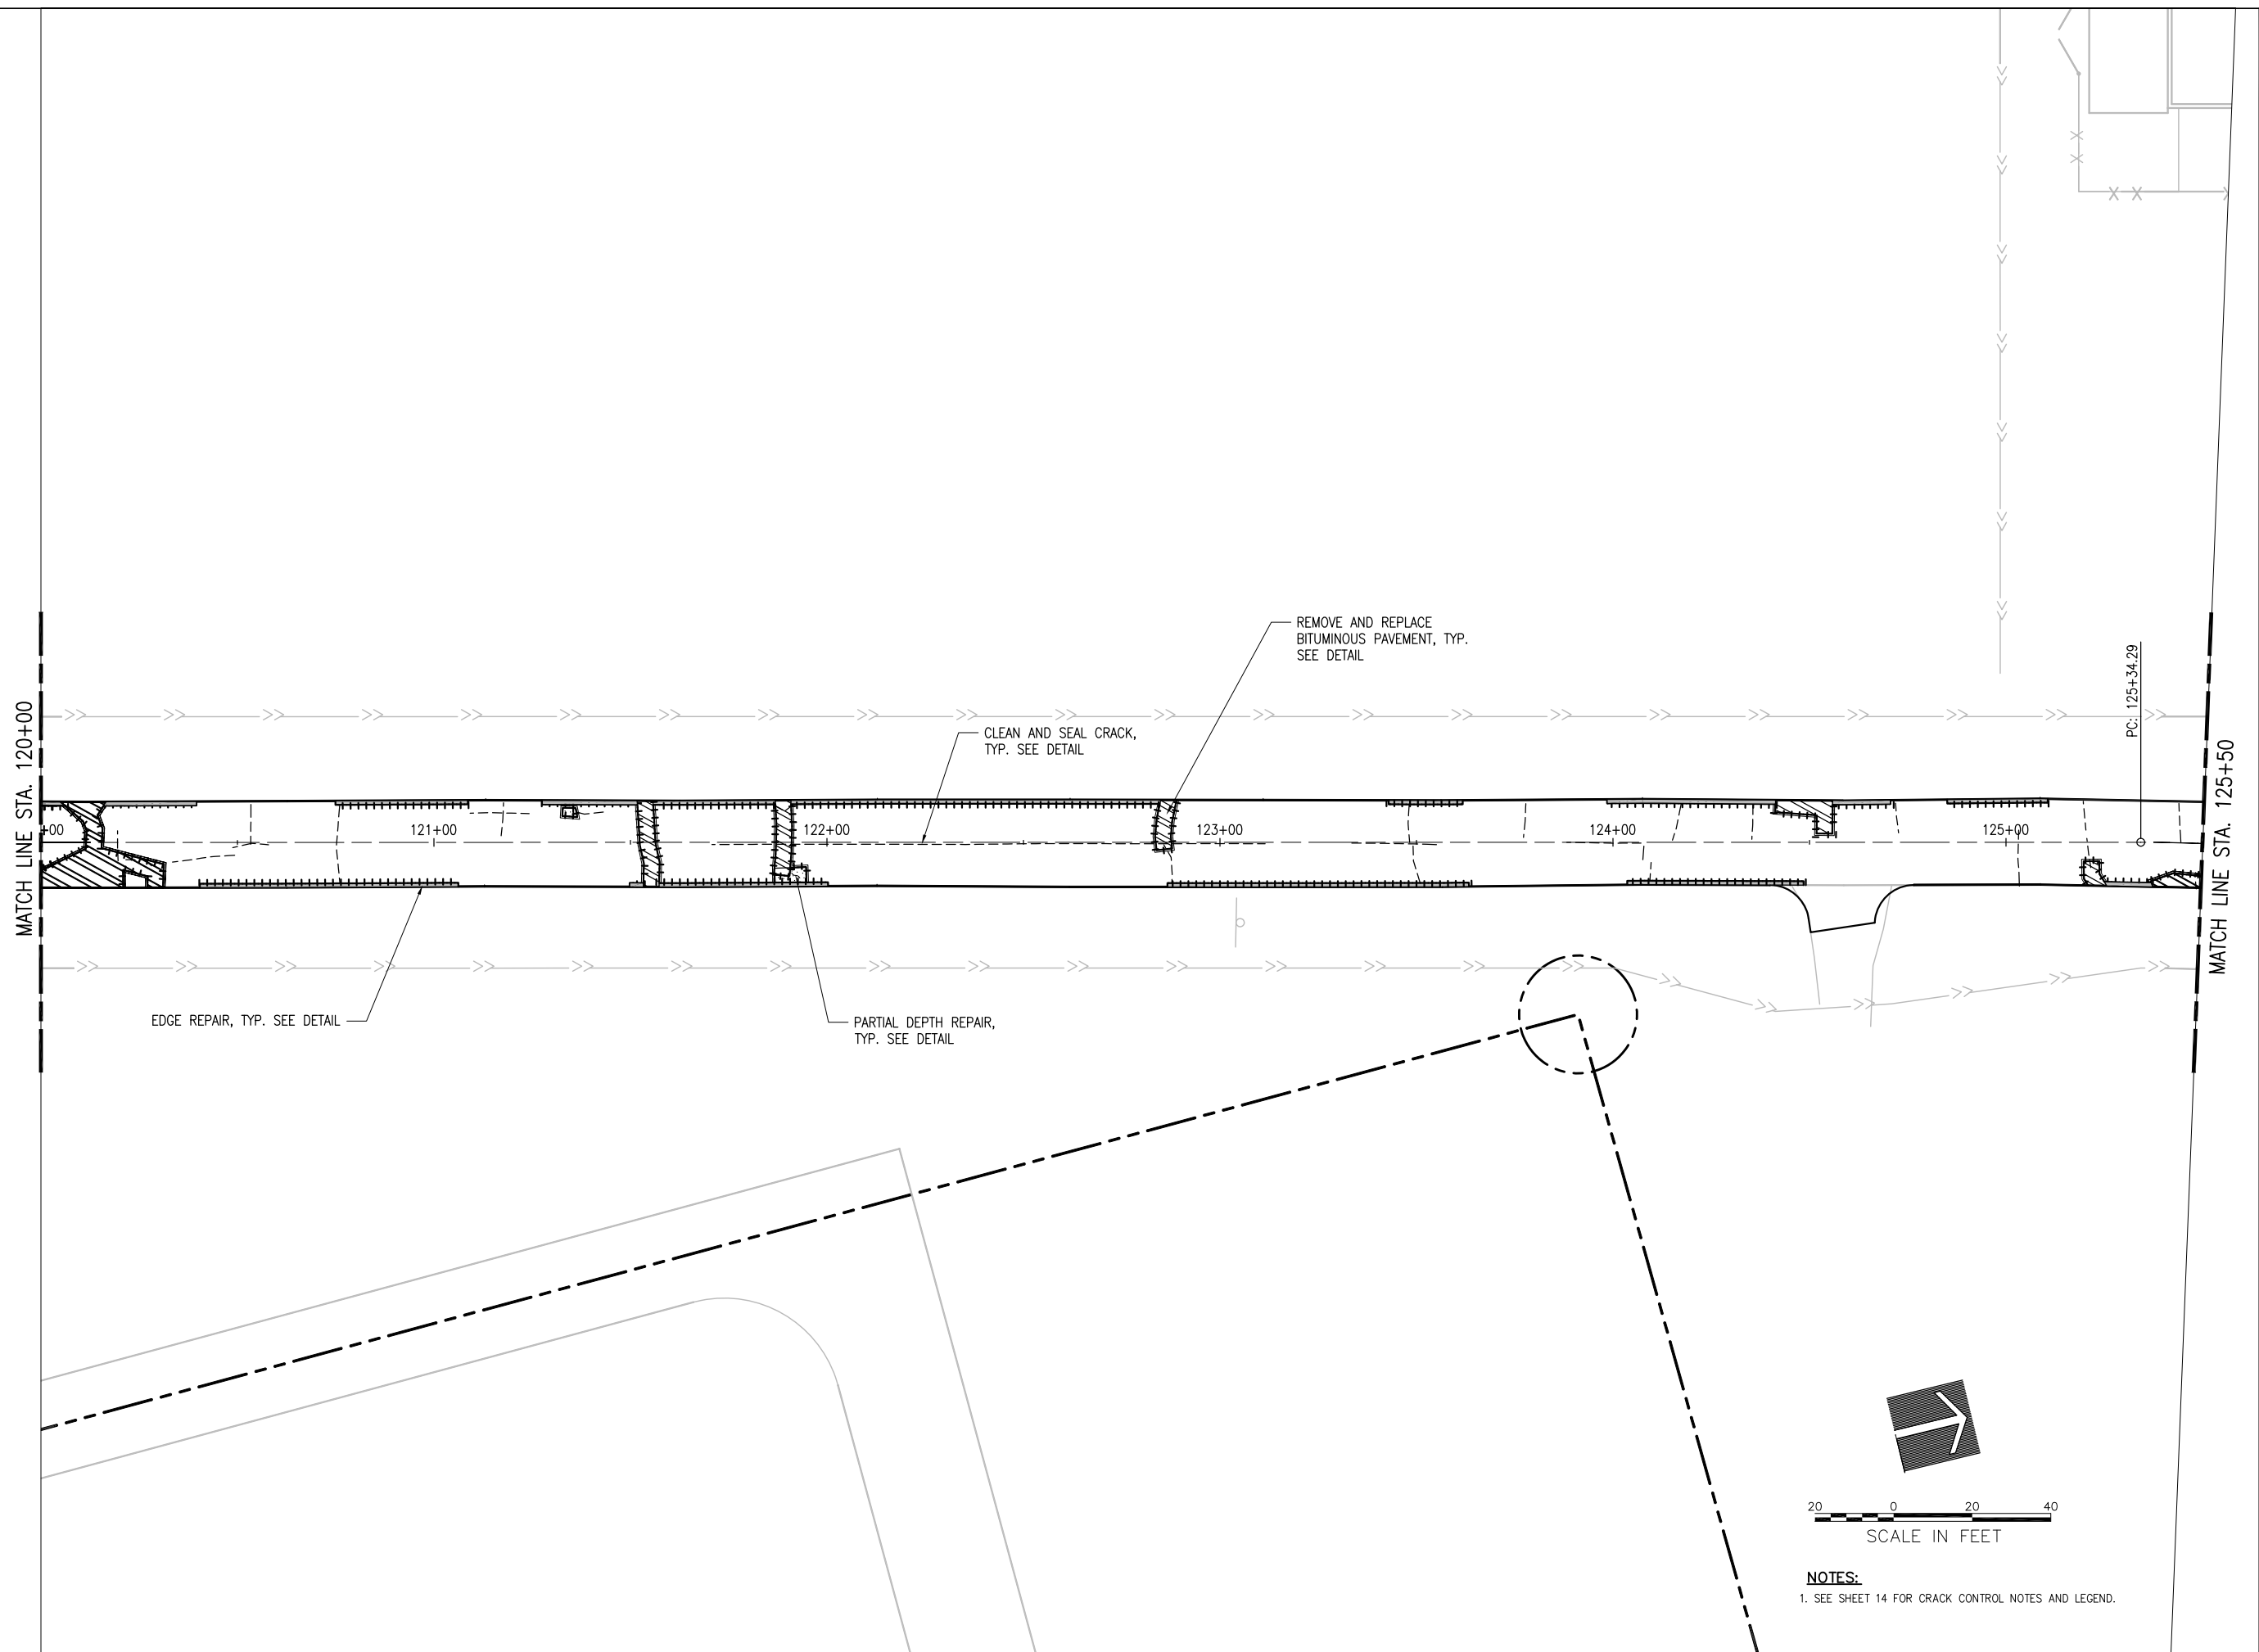 REMOVE AND REPLACE
BITUMINOUS PAVEMENT, TYP.
SEE DETAIL
CLEAN AND SEAL CRACK,
TYP. SEE DETAIL
PC: 125+34.29
MATCH LINE STA. 120+00
MATCH LINE STA. 125+50
+00
121+00
122+00
123+00
124+00
125+00
EDGE REPAIR, TYP. SEE DETAIL
PARTIAL DEPTH REPAIR,
TYP. SEE DETAIL
20 0 20 40
SCALE IN FEET
NOTES:
1. SEE SHEET 14 FOR CRACK CONTROL NOTES AND LEGEND.